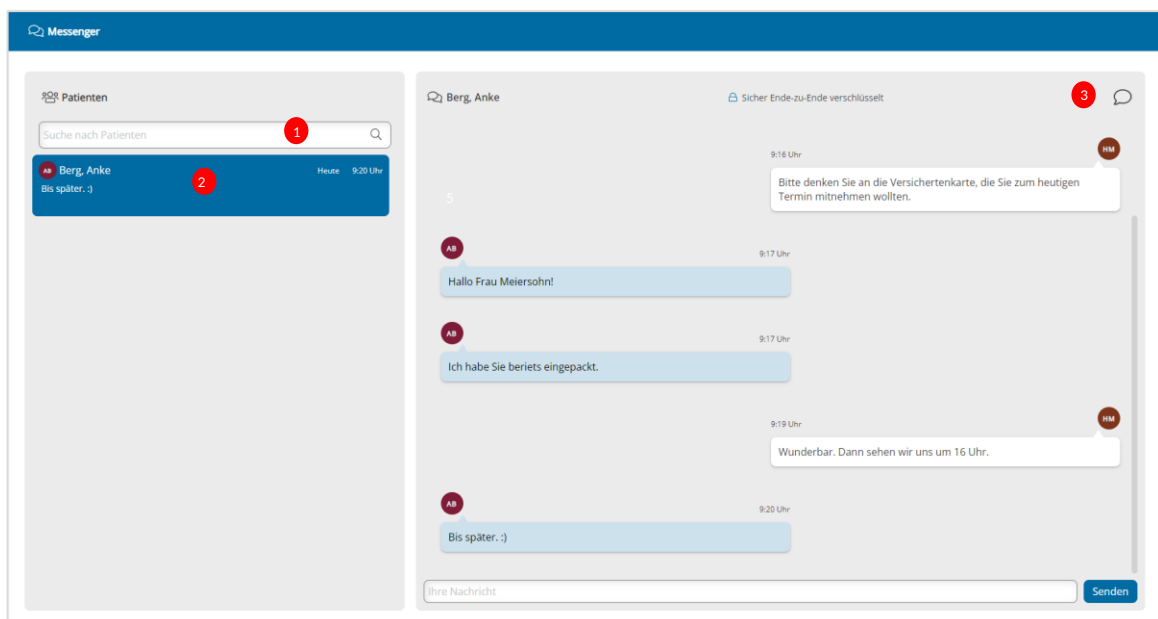 Messenger
Patienten
Suche nach Patienten
1
AB Berg, Anke Heute 9:20 Uhr
Bis später. :)
2
Berg, Anke
Sicher Ende-zu-Ende verschlüsselt
3
9:16 Uhr
HM
Bitte denken Sie an die Versichertenkarte, die Sie zum heutigen
Termin mitnehmen wollten.
5
AB
9:17 Uhr
Hallo Frau Meiersohn!
AB
9:17 Uhr
Ich habe Sie beriets eingepackt.
9:19 Uhr
HM
Wunderbar. Dann sehen wir uns um 16 Uhr.
AB
9:20 Uhr
Bis später. :)
Ihre Nachricht
Senden